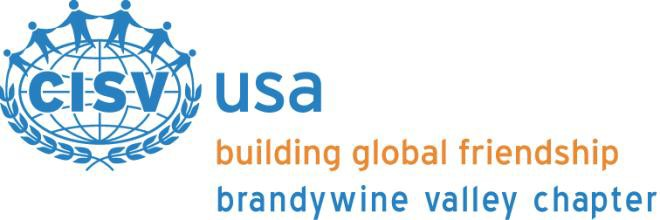 CISV usa
building global friendship
brandywine valley chapter